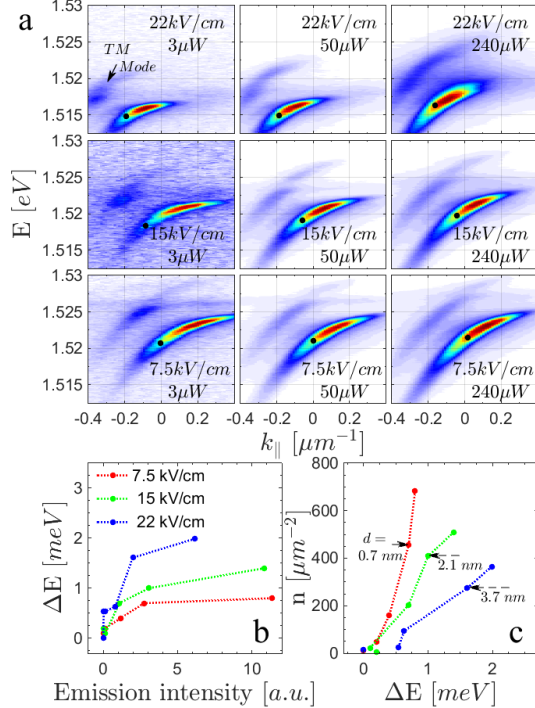 a
1.53
1.525
1.52
1.515
22kV/cm
3μW
TM
Mode
22kV/cm
50μW
22kV/cm
240μW
E [eV]
1.53
1.525
1.52
1.515
15kV/cm
3μW
15kV/cm
50μW
15kV/cm
240μW
1.53
1.525
1.52
1.515
7.5kV/cm
3μW
7.5kV/cm
50μW
7.5kV/cm
240μW
-0.4 -0.2 0 0.2 -0.4 -0.2 0 0.2 -0.4 -0.2 0 0.2
k∥ [μm⁻¹]
ΔE [meV]
3
2
1
0
7.5 kV/cm
15 kV/cm
22 kV/cm
b
0 5 10
Emission intensity [a.u.]
n [μm⁻²]
800
600
400
200
0
d =
0.7 nm
2.1 nm
3.7 nm
c
0 1 2
ΔE [meV]